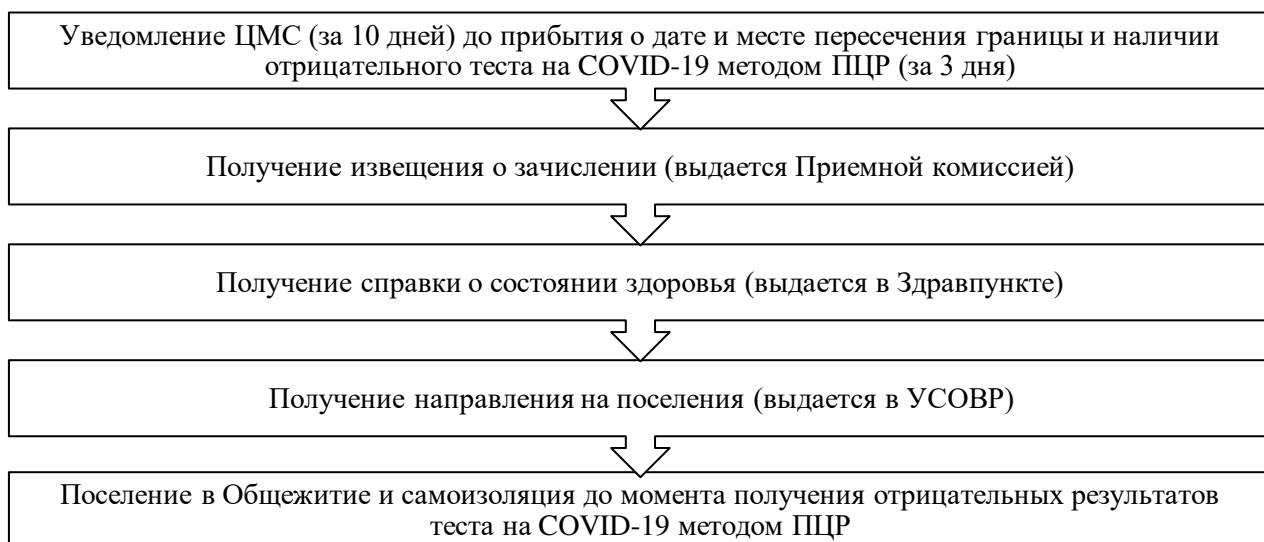 Уведомление ЦМС (за 10 дней) до прибытия о дате и месте пересечения границы и наличии
отрицательного теста на COVID-19 методом ПЦР (за 3 дня)
Получение извещения о зачислении (выдается Приемной комиссией)
Получение справки о состоянии здоровья (выдается в Здравпункте)
Получение направления на поселения (выдается в УСОВР)
Поселение в Общежитие и самоизоляция до момента получения отрицательных результатов
теста на COVID-19 методом ПЦР